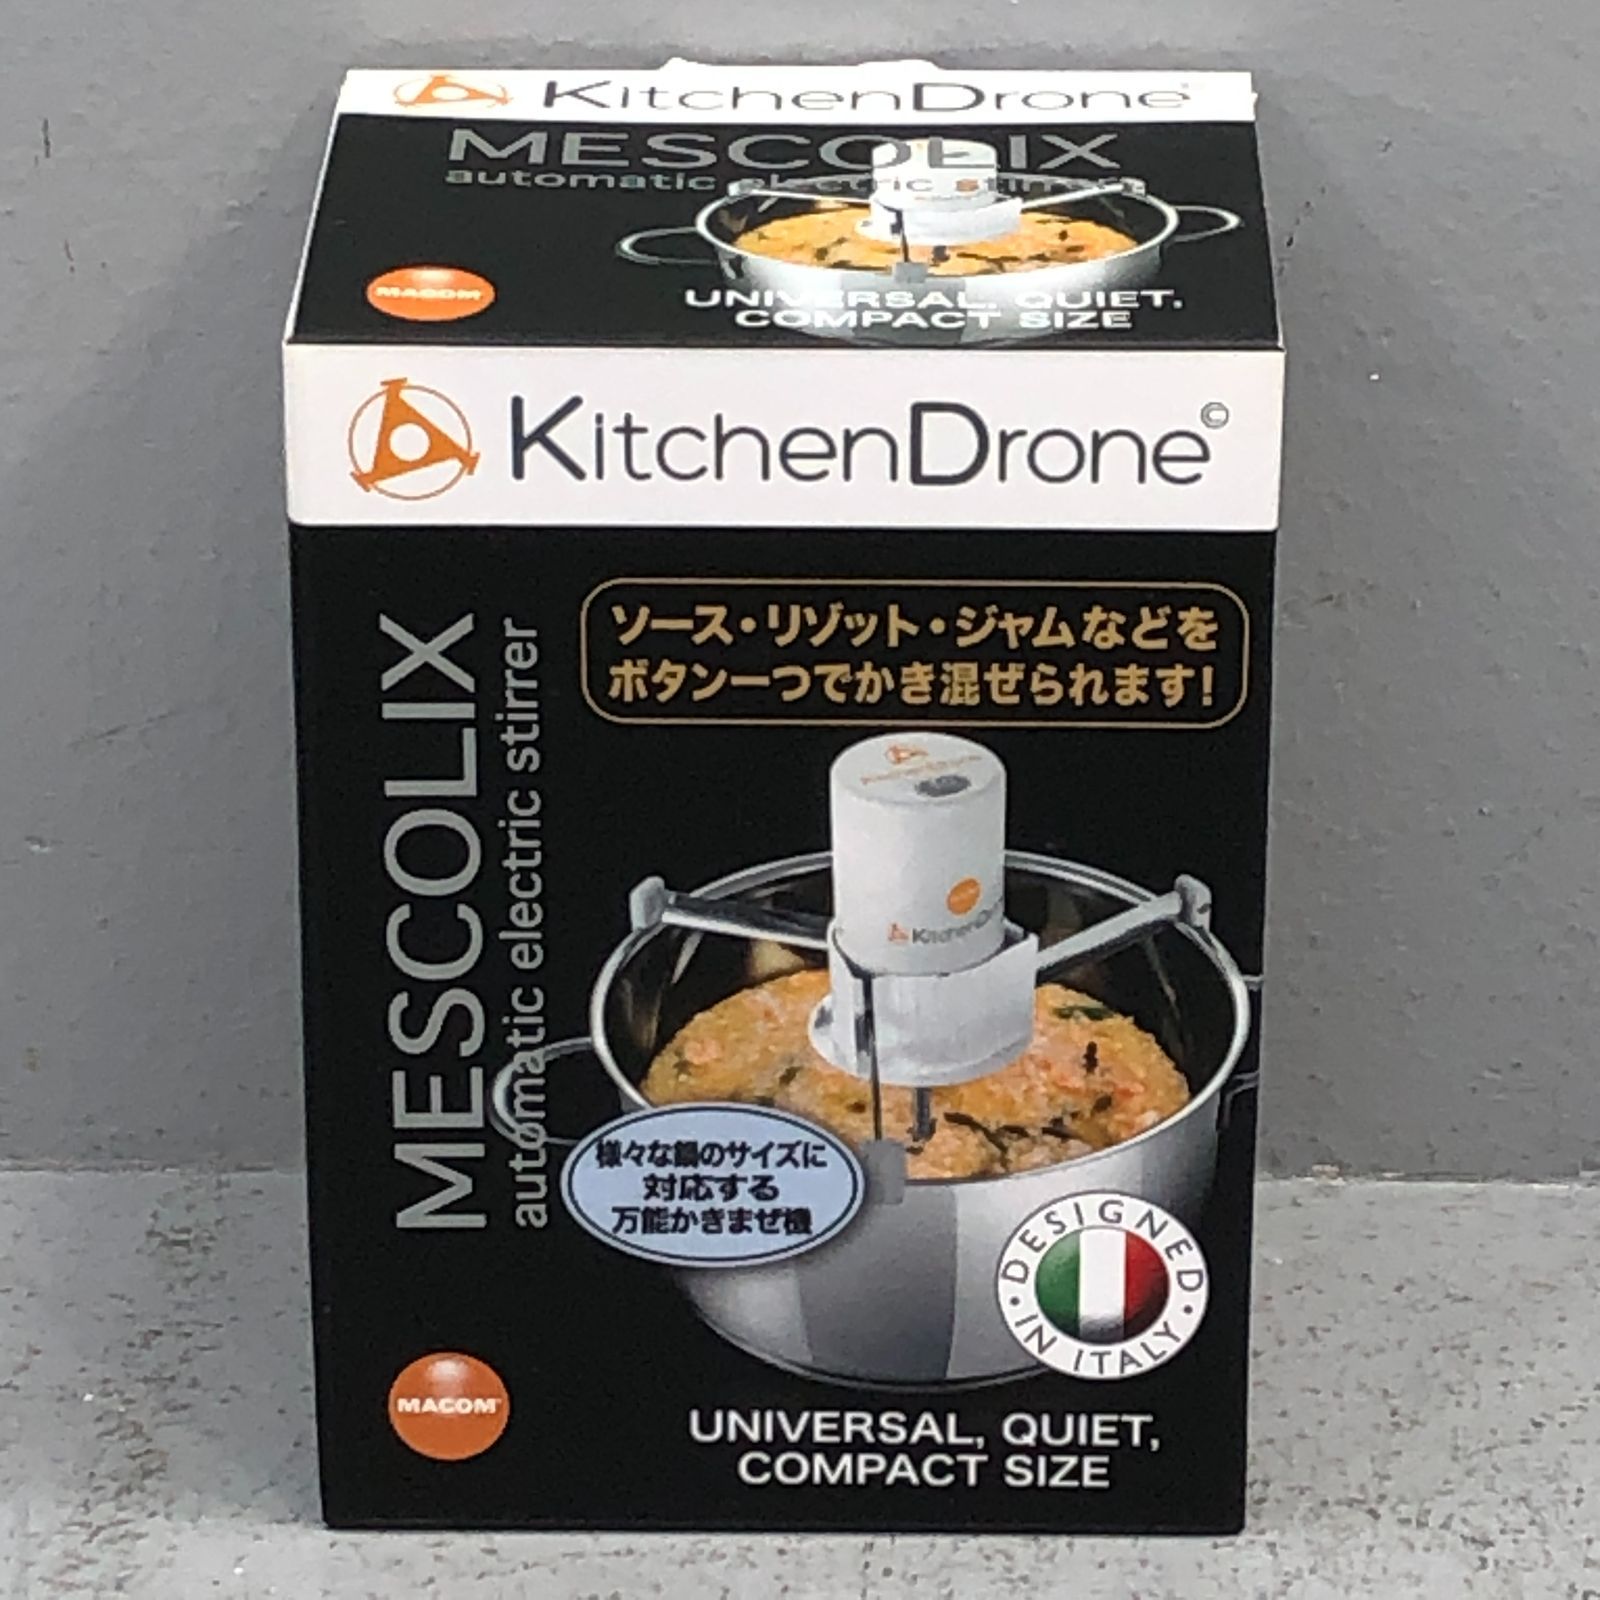 KitchenDrone
MESCOLIX
automatic electric stirrer
MACOM
UNIVERSAL, QUIET,
COMPACT SIZE
KitchenDrone©
MESCOLIX
automatic electric stirrer
ソース・リゾット・ジャムなどを
ボタン一つでかき混ぜられます!
KitchenDrone
様々な鍋のサイズに
対応する
万能かきまぜ機
DESIGNED
・IN ITALY・
MACOM
UNIVERSAL, QUIET,
COMPACT SIZE